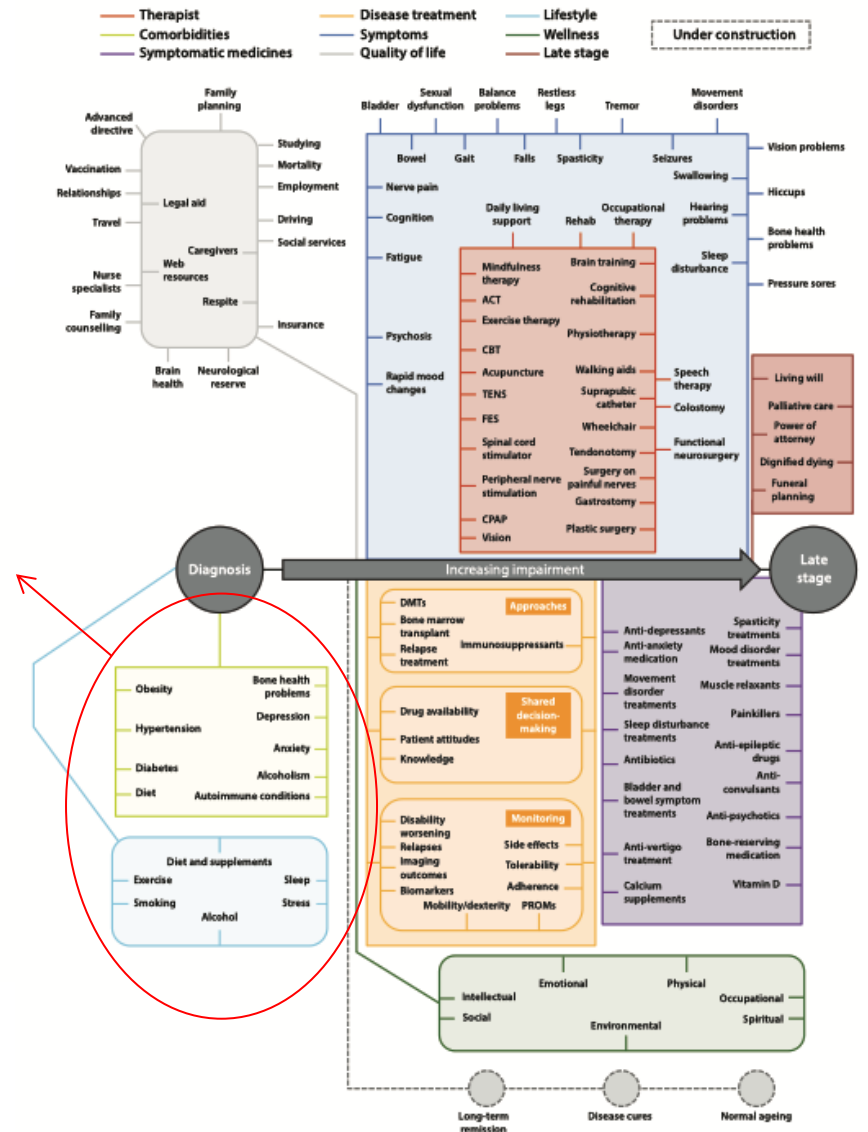 Therapist
Comorbidities
Symptomatic medicines
Disease treatment
Symptoms
Quality of life
Lifestyle
Wellness
Late stage
Under construction
Family
planning
Advanced
directive
Vaccination
Relationships
Travel
Nurse
specialists
Family
counselling
Legal aid
Caregivers
Web
resources
Respite
Studying
Mortality
Employment
Driving
Social services
Insurance
Brain
health
Neurological
reserve
Bladder
Sexual
dysfunction
Balance
problems
Restless
legs
Tremor
Movement
disorders
Bowel
Gait
Falls
Spasticity
Seizures
Nerve pain
Cognition
Fatigue
Psychosis
Rapid mood
changes
Vision problems
Swallowing
Hiccups
Hearing
problems
Bone health
problems
Sleep
disturbance
Pressure sores
Daily living
support
Rehab
Occupational
therapy
Mindfulness
therapy
ACT
Exercise therapy
CBT
Acupuncture
TENS
FES
Spinal cord
stimulator
Peripheral nerve
stimulation
CPAP
Vision
Brain training
Cognitive
rehabilitation
Physiotherapy
Walking aids
Suprapubic
catheter
Wheelchair
Tendonotomy
Surgery on
painful nerves
Gastrostomy
Plastic surgery
Speech
therapy
Colostomy
Functional
neurosurgery
Living will
Palliative care
Power of
attorney
Dignified dying
Funeral
planning
Diagnosis
Increasing impairment
Late
stage
Obesity
Hypertension
Diabetes
Diet
Bone health
problems
Depression
Anxiety
Alcoholism
Autoimmune conditions
Diet and supplements
Exercise
Smoking
Sleep
Stress
Alcohol
DMTs
Bone marrow
transplant
Relapse
treatment
Approaches
Immunosuppressants
Drug availability
Patient attitudes
Knowledge
Shared
decision-
making
Disability
worsening
Relapses
Imaging
outcomes
Biomarkers
Mobility/dexterity
Monitoring
Side effects
Tolerability
Adherence
PROMs
Anti-depressants
Anti-anxiety
medication
Movement
disorder
treatments
Sleep disturbance
treatments
Antibiotics
Bladder and
bowel symptom
treatments
Anti-vertigo
treatment
Calcium
supplements
Spasticity
treatments
Mood disorder
treatments
Muscle relaxants
Painkillers
Anti-epileptic
drugs
Anti-
convulsants
Anti-psychotics
Bone-reserving
medication
Vitamin D
Emotional
Physical
Intellectual
Social
Occupational
Spiritual
Environmental
Long-term
remission
Disease cures
Normal ageing